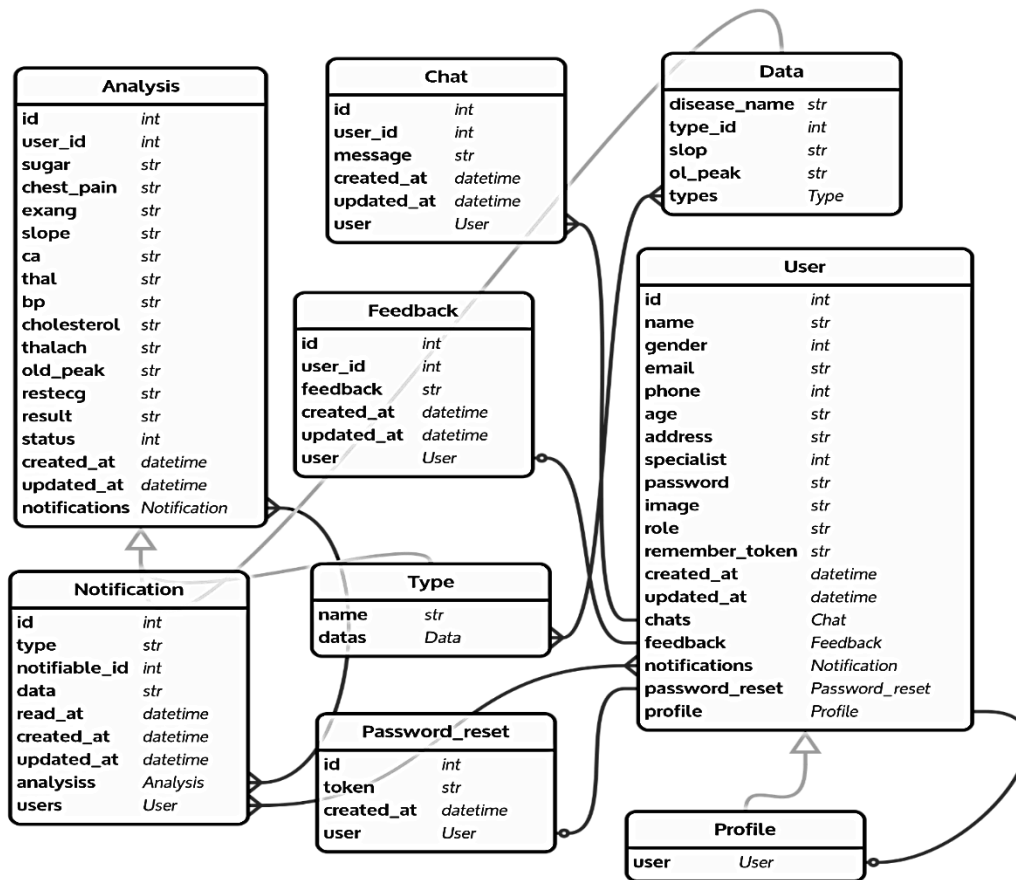 Analysis
id int
user_id int
sugar str
chest_pain str
exang str
slope str
ca str
thal str
bp str
cholesterol str
thalach str
old_peak str
restecg str
result str
status int
created_at datetime
updated_at datetime
notifications Notification
Chat
id int
user_id int
message str
created_at datetime
updated_at datetime
user User
Data
disease_name str
type_id int
slop str
ol_peak str
types Type
Feedback
id int
user_id int
feedback str
created_at datetime
updated_at datetime
user User
User
id int
name str
gender int
email str
phone int
age str
address str
specialist int
password str
image str
role str
remember_token str
created_at datetime
updated_at datetime
chats Chat
feedback Feedback
notifications Notification
password_reset Password_reset
profile Profile
Notification
id int
type str
notifiable_id int
data str
read_at datetime
created_at datetime
updated_at datetime
analysiss Analysis
users User
Type
name str
datas Data
Password_reset
id int
token str
created_at datetime
user User
Profile
user User